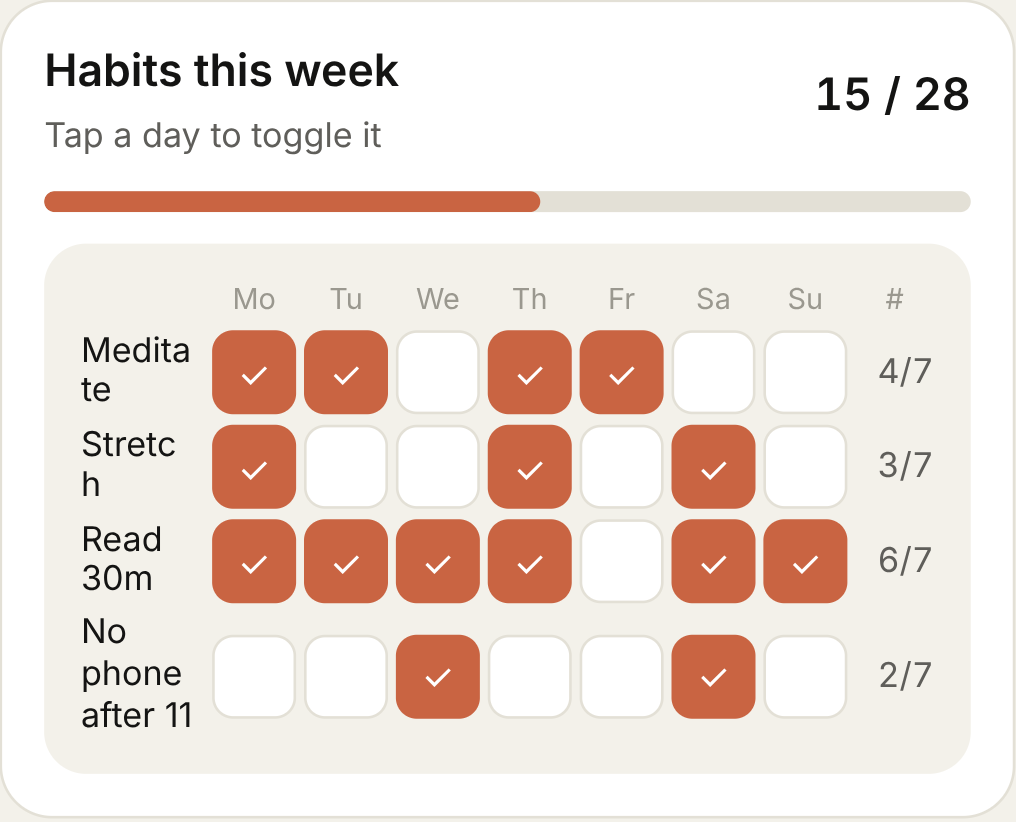 Habits this week
15 / 28
Tap a day to toggle it
Mo Tu We Th Fr Sa Su #
Medita
te
4/7
Stretc
h
3/7
Read
30m
6/7
No
phone
after 11
2/7